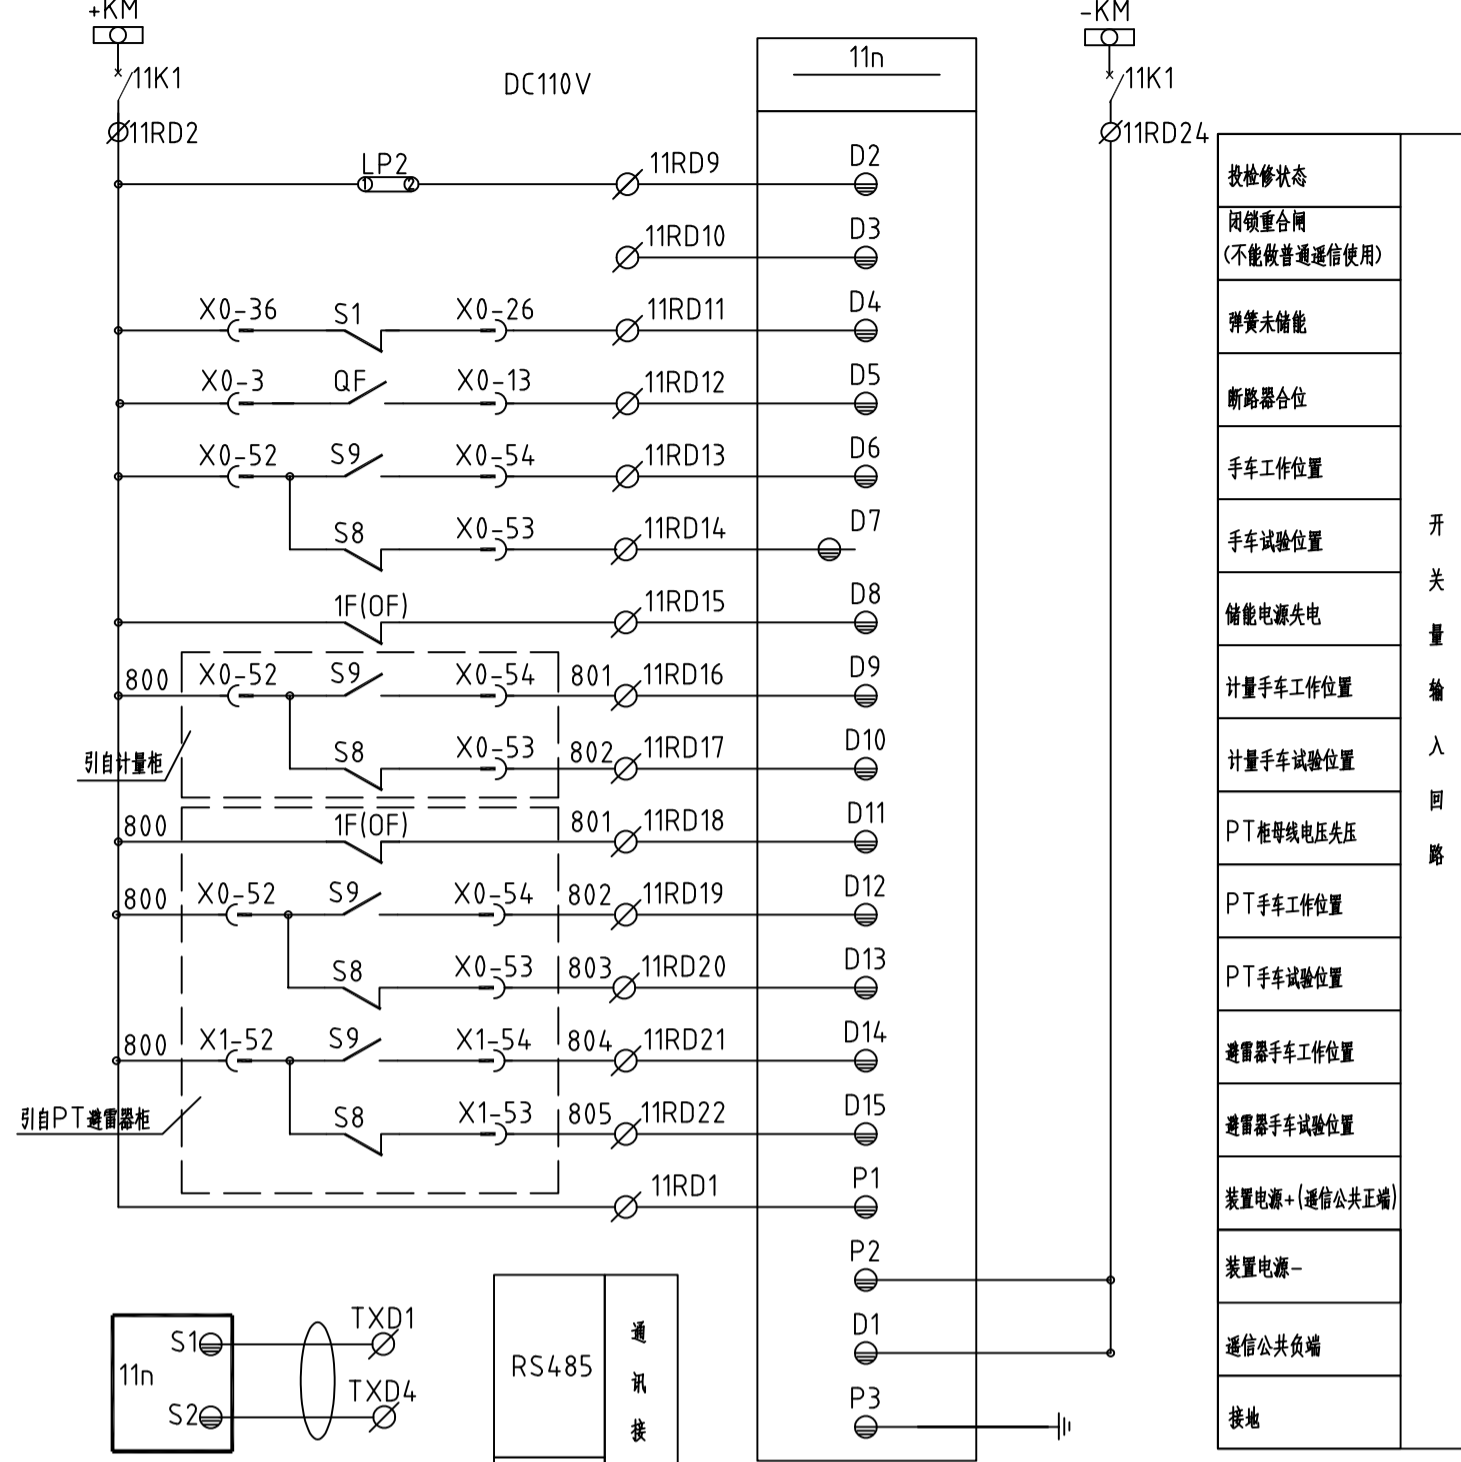 +KM
-KM
11K1
DC110V
11n
11K1
11RD2
11RD24
LP2
1
2
11RD9
D2
投检修状态
11RD10
D3
闭锁重合闸
(不能做普通遥信使用)
X0-36
S1
X0-26
11RD11
D4
弹簧未储能
X0-3
QF
X0-13
11RD12
D5
断路器合位
X0-52
S9
X0-54
11RD13
D6
手车工作位置
S8
X0-53
11RD14
D7
手车试验位置
1F(OF)
11RD15
D8
储能电源失电
800
X0-52
S9
X0-54
801
11RD16
D9
计量手车工作位置
引自计量柜
S8
X0-53
802
11RD17
D10
计量手车试验位置
800
1F(OF)
801
11RD18
D11
PT柜母线电压失压
800
X0-52
S9
X0-54
802
11RD19
D12
PT手车工作位置
S8
X0-53
803
11RD20
D13
PT手车试验位置
800
X1-52
S9
X1-54
804
11RD21
D14
避雷器手车工作位置
引自PT避雷器柜
S8
X1-53
805
11RD22
D15
避雷器手车试验位置
11RD1
P1
装置电源+(遥信公共正端)
P2
装置电源-
D1
遥信公共负端
P3
接地
开关量输入回路
11n
S1
TXD1
S2
TXD4
RS485
通讯接